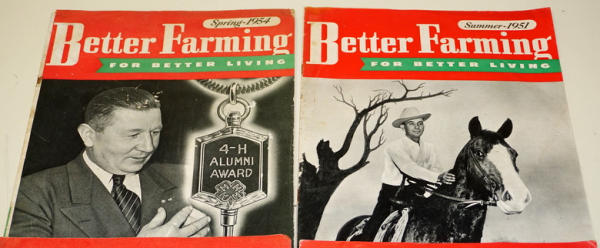 Spring-1954
Better Farming
FOR BETTER LIVING
4-H
ALUMNI
AWARD
Summer-1951
Better Farming
FOR BETTER LIVING